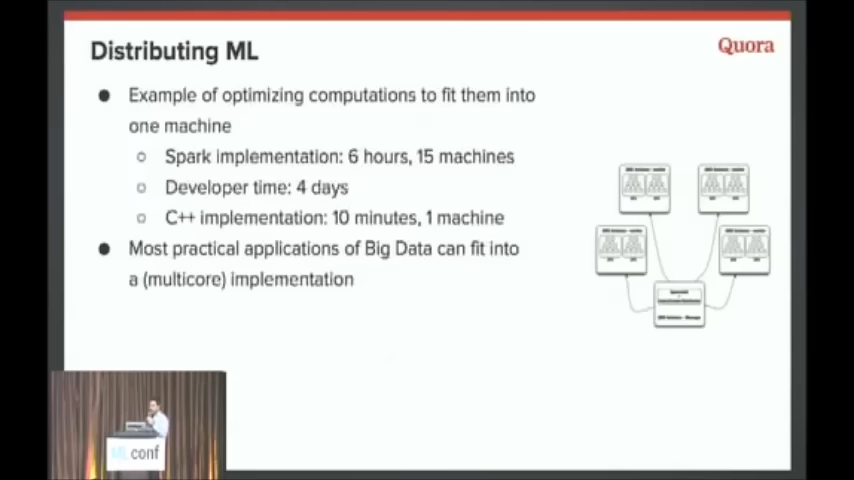 Distributing ML
Quora
● Example of optimizing computations to fit them into
one machine
○ Spark implementation: 6 hours, 15 machines
○ Developer time: 4 days
○ C++ implementation: 10 minutes, 1 machine
● Most practical applications of Big Data can fit into
a (multicore) implementation
MLconf